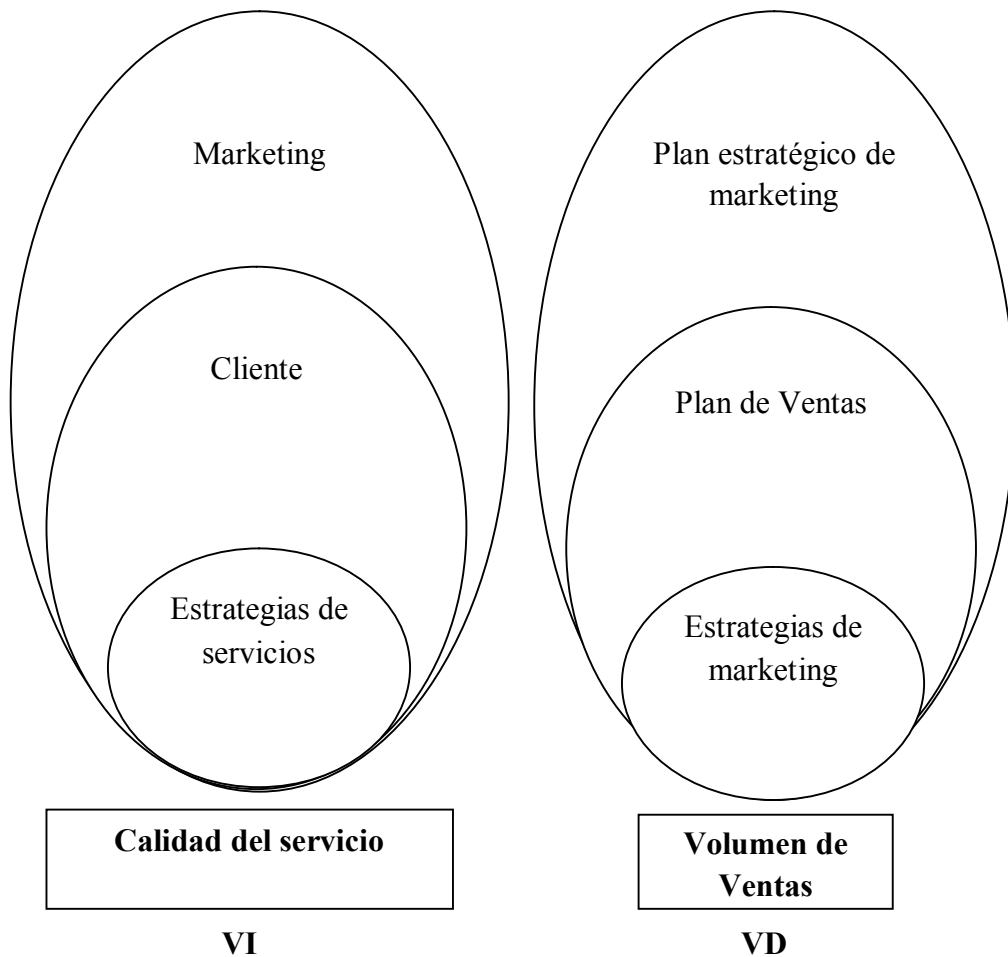 Marketing
Cliente
Estrategias de
servicios
Calidad del servicio
VI
Plan estratégico de
marketing
Plan de Ventas
Estrategias de
marketing
Volumen de
Ventas
VD